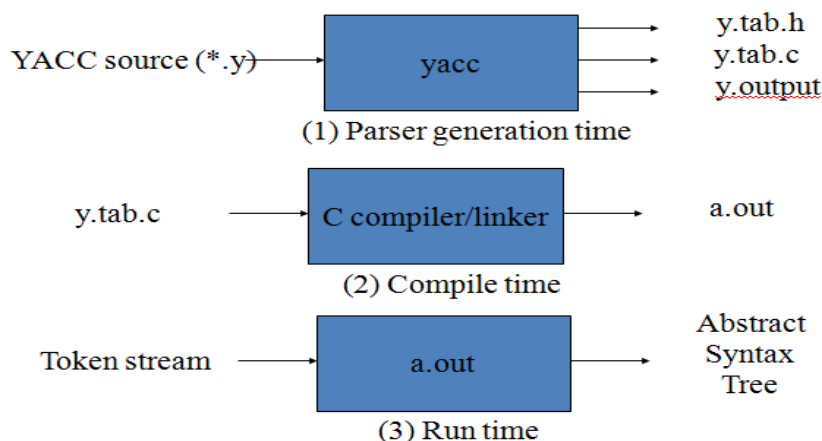 YACC source (*.y)
yacc
y.tab.h
y.tab.c
y.output
(1) Parser generation time
y.tab.c
C compiler/linker
a.out
(2) Compile time
Token stream
a.out
Abstract
Syntax
Tree
(3) Run time